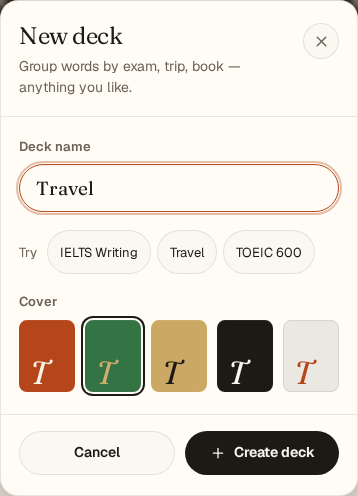 New deck
Group words by exam, trip, book —
anything you like.
Deck name
Travel
Try IELTS Writing Travel TOEIC 600
Cover
T T T T T
Cancel + Create deck